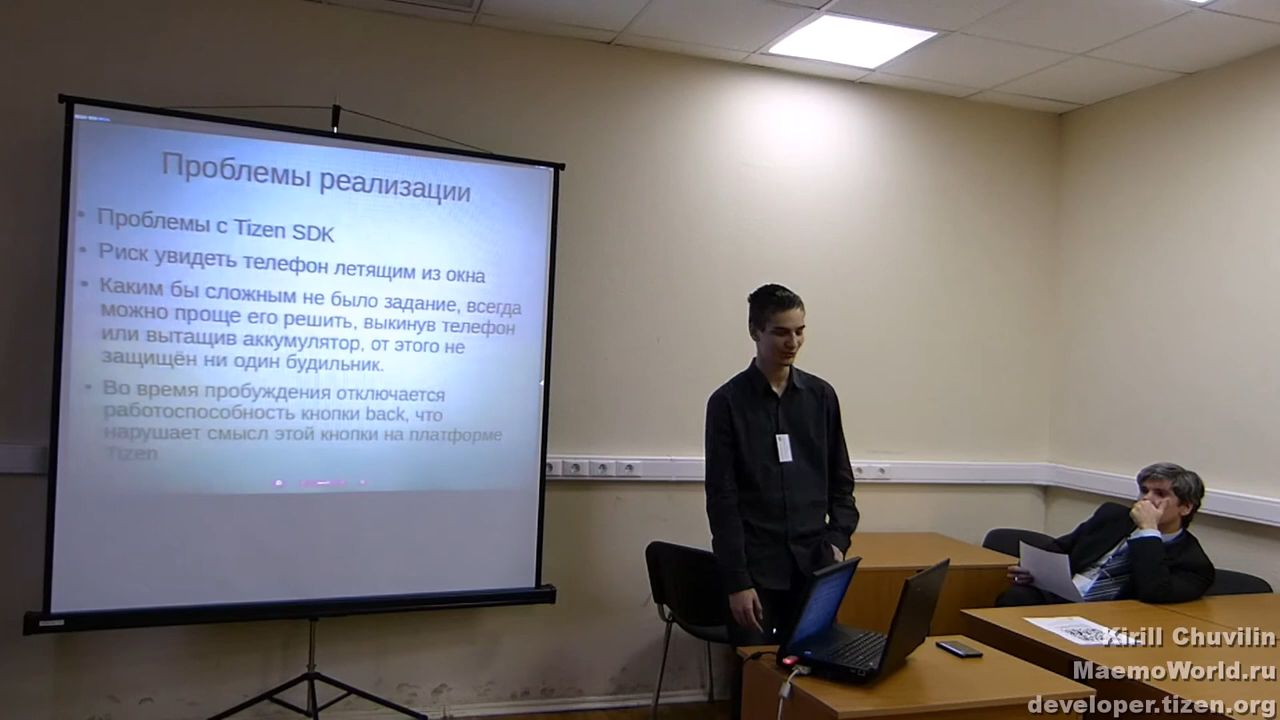 Проблемы реализации
Проблемы с Tizen SDK
Риск увидеть телефон летящим из окна
Каким бы сложным не было задание, всегда
можно проще его решить, выкинув телефон
или вытащив аккумулятор, от этого не
защищён ни один будильник.
Во время пробуждения отключается
работоспособность кнопки back, что
нарушает смысл этой кнопки на платформе
Tizen
Kirill Chuvilin
MaemoWorld.ru
developer.tizen.org